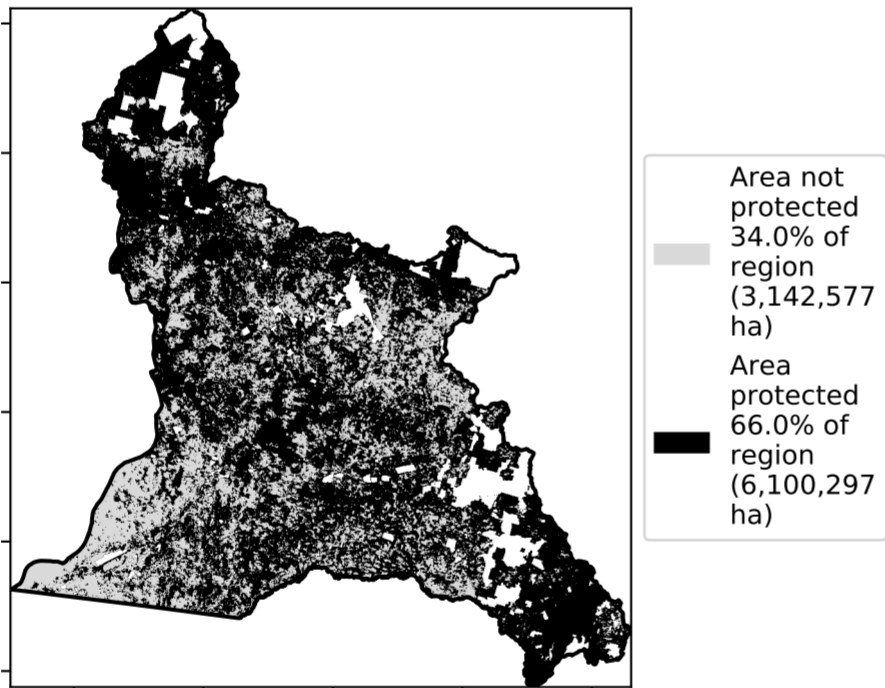 Area not
protected
34.0% of
region
(3,142,577
ha)
Area
protected
66.0% of
region
(6,100,297
ha)